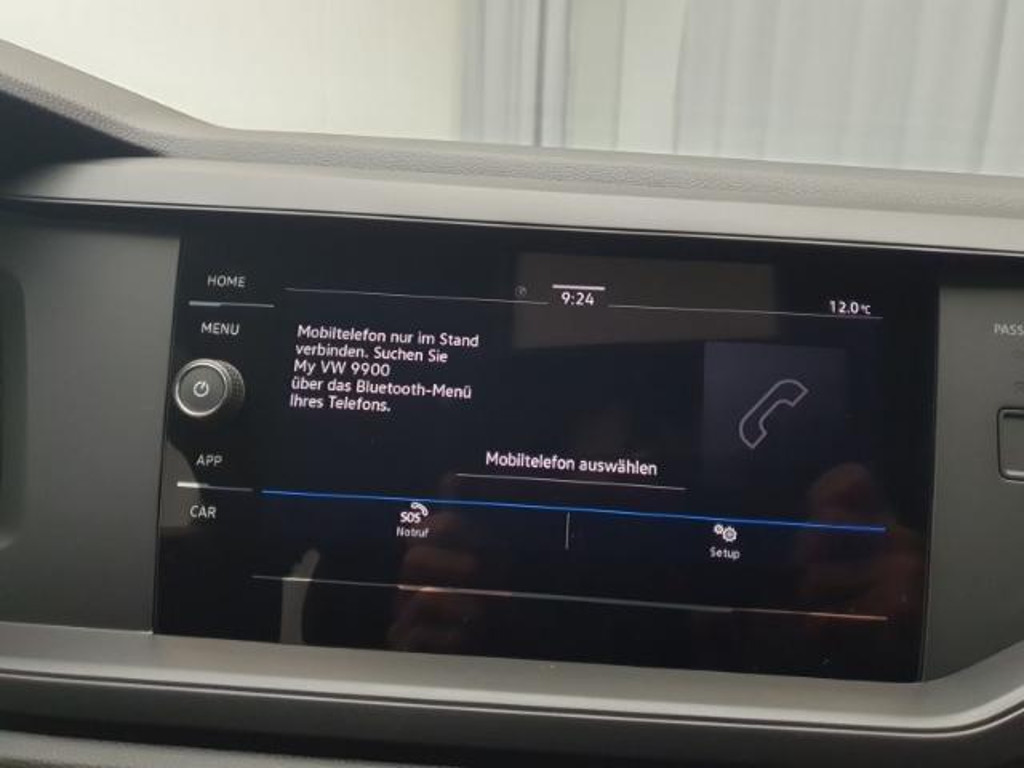 HOME
9:24
12.0°C
MENU
Mobiltelefon nur im Stand
verbinden. Suchen Sie
My VW 9900
über das Bluetooth-Menü
Ihres Telefons.
APP
Mobiltelefon auswählen
CAR
SOS
Notruf
Setup
PASS